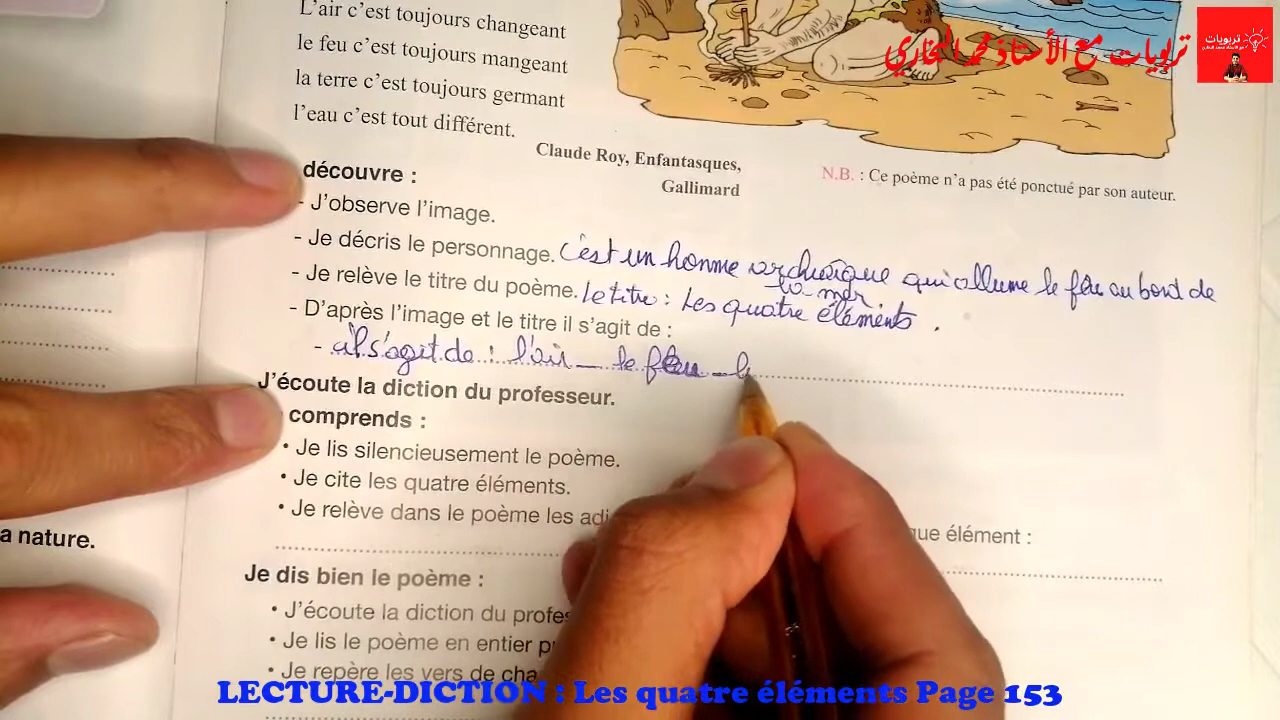 L'air c'est toujours changeant
le feu c'est toujours mangeant
la terre c'est toujours germant
l'eau c'est tout différent.
Claude Roy, Enfantasques,
Gallimard
N.B. : Ce poème n'a pas été ponctué par son auteur.
تربويات مع الأستاذ محمد البخاري
تربويات
découvre :
- J'observe l'image.
- Je décris le personnage. C'est un homme archaïque qui allume le feu au bord de
la mer.
- Je relève le titre du poème. Le titre : Les quatre éléments .
- D'après l'image et le titre il s'agit de :
- il s'agit de : l'air _ le feu _ l
J'écoute la diction du professeur.
comprends :
• Je lis silencieusement le poème.
• Je cite les quatre éléments.
• Je relève dans le poème les adj
que élément :
a nature.
Je dis bien le poème :
• J'écoute la diction du profes
• Je lis le poème en entier p
• Je repère les vers de cha
LECTURE-DICTION : Les quatre éléments Page 153